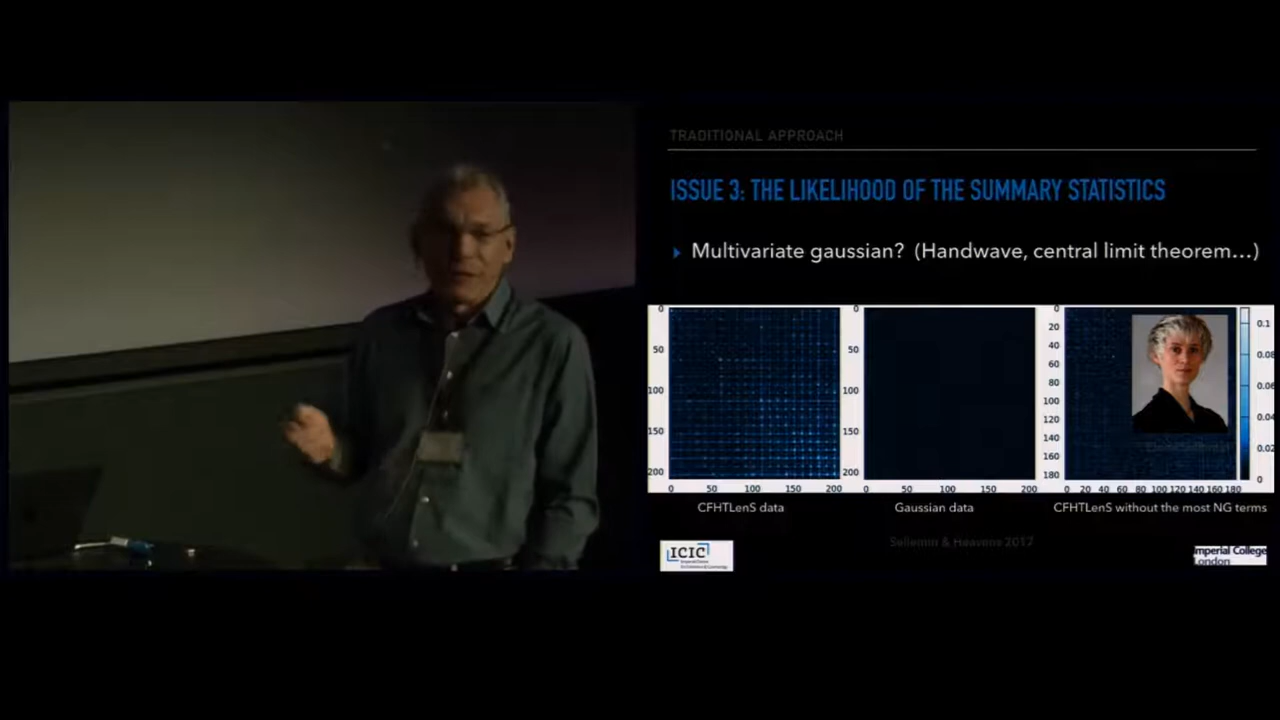 TRADITIONAL APPROACH
ISSUE 3: THE LIKELIHOOD OF THE SUMMARY STATISTICS
Multivariate gaussian? (Handwave, central limit theorem...)
0
50
100
150
200
0 50 100 150 200
0
50
100
150
200
0 50 100 150 200
0
20
40
60
80
100
120
140
160
180
0 20 40 60 80 100 120 140 160 180
0.1
0.08
0.06
0.04
0.02
0
CFHTLenS data
Gaussian data
CFHTLenS without the most NG terms
Sellentin & Heavens 2017
ICIC
Imperial College
London